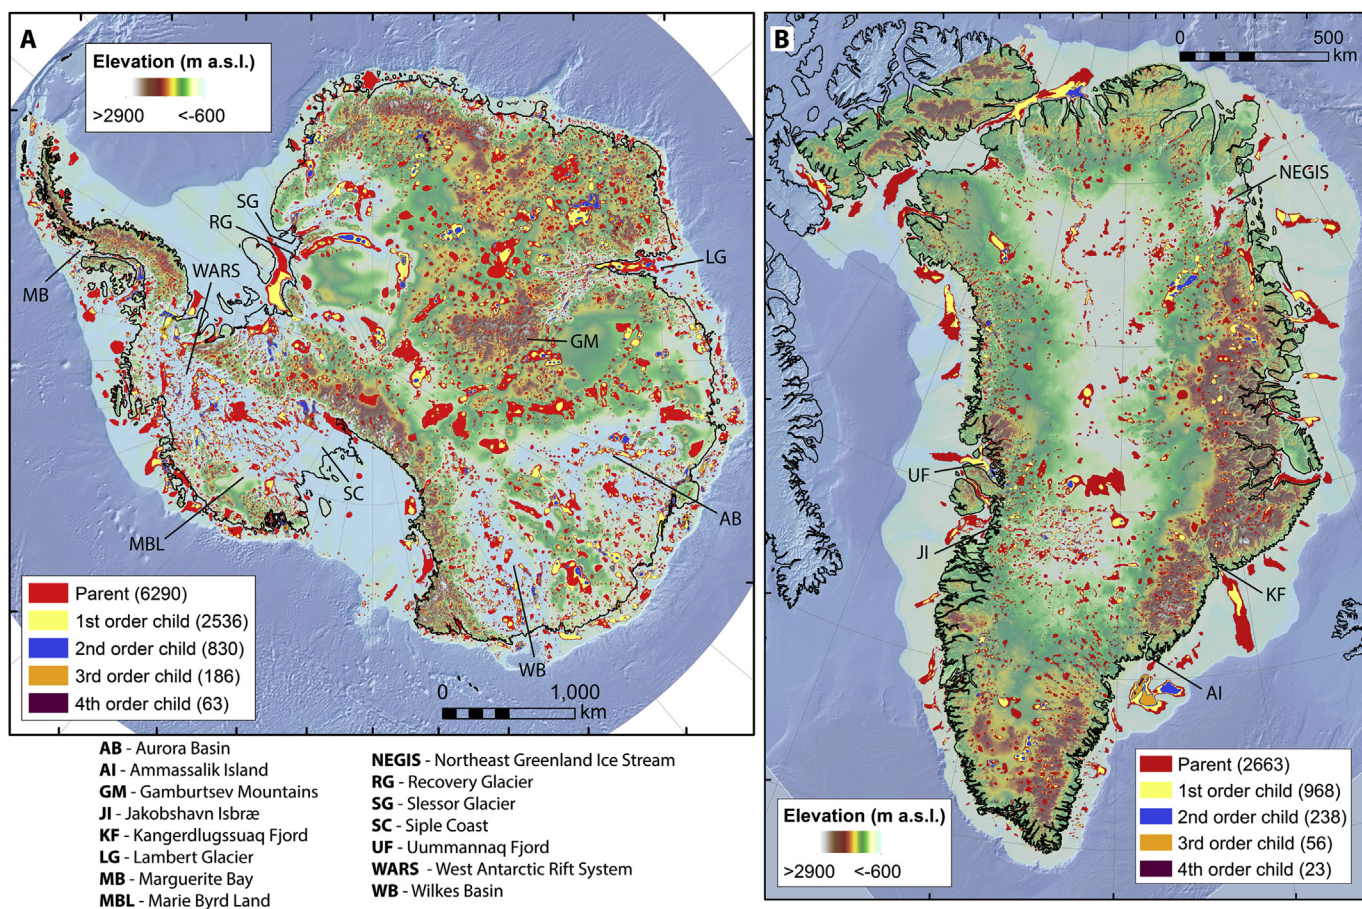 A
Elevation (m a.s.l.)
>2900 <-600
SG
RG
WARS
MB
LG
GM
SC
MBL
AB
WB
Parent (6290)
1st order child (2536)
2nd order child (830)
3rd order child (186)
4th order child (63)
0 1,000
km
B
0 500
km
NEGIS
UF
JI
KF
AI
Elevation (m a.s.l.)
>2900 <-600
Parent (2663)
1st order child (968)
2nd order child (238)
3rd order child (56)
4th order child (23)
AB - Aurora Basin
AI - Ammassalik Island
GM - Gamburtsev Mountains
JI - Jakobshavn Isbræ
KF - Kangerdlugssuaq Fjord
LG - Lambert Glacier
MB - Marguerite Bay
MBL - Marie Byrd Land
NEGIS - Northeast Greenland Ice Stream
RG - Recovery Glacier
SG - Slessor Glacier
SC - Siple Coast
UF - Uummannaq Fjord
WARS - West Antarctic Rift System
WB - Wilkes Basin